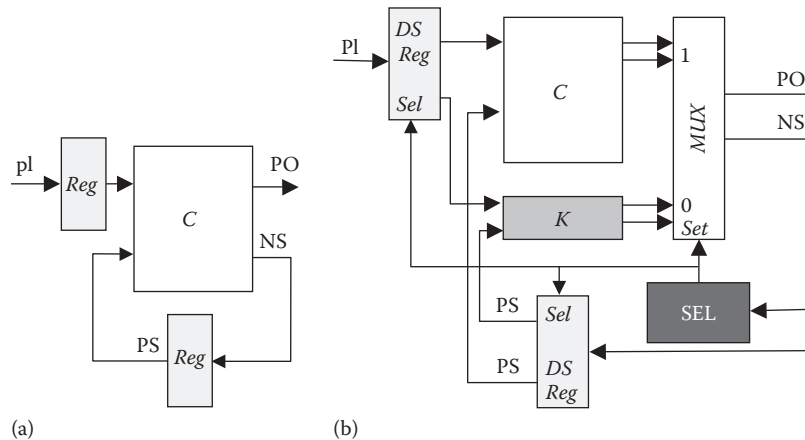 pl
Reg
C
PO
NS
PS
Reg
(a)
Pl
DS
Reg
Sel
C
1
MUX
PO
NS
K
0
Set
SEL
PS
Sel
PS
DS
Reg
(b)